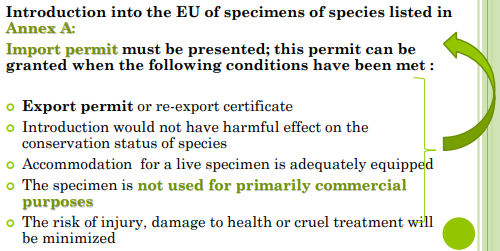 Introduction into the EU of specimens of species listed in
Annex A:
Import permit must be presented; this permit can be
granted when the following conditions have been met :
Export permit or re-export certificate
Introduction would not have harmful effect on the
conservation status of species
Accommodation for a live specimen is adequately equipped
The specimen is not used for primarily commercial
purposes
The risk of injury, damage to health or cruel treatment will
be minimized